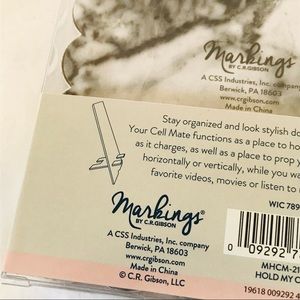 Markings®
BY C.R. GIBSON
A CSS Industries, Inc. company
Berwick, PA 18603
www.crgibson.com
Made in China
Stay organized and look stylish do
Your Cell Mate functions as a place to ho
as it charges, as well as a place to prop y
horizontally or vertically, while you wa
favorite videos, movies or listen to
WIC 789
Markings®
BY C.R.GIBSON
A CSS Industries, Inc. company
Berwick, PA 18603
www.crgibson.com
Made in China
© C.R. Gibson, LLC
0 09292 7
MHCM-21
HOLD MY C
19618 009292 4